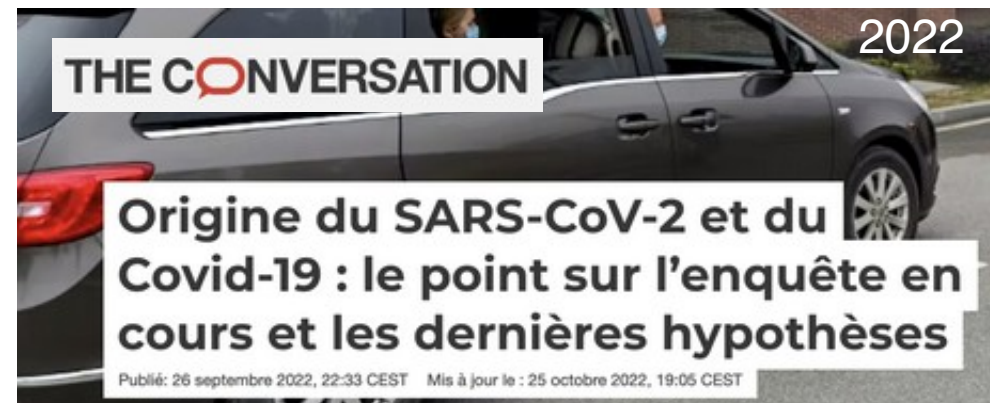 2022
THE CONVERSATION
Origine du SARS-CoV-2 et du
Covid-19 : le point sur l’enquête en
cours et les dernières hypothèses
Publié: 26 septembre 2022, 22:33 CEST Mis à jour le : 25 octobre 2022, 19:05 CEST